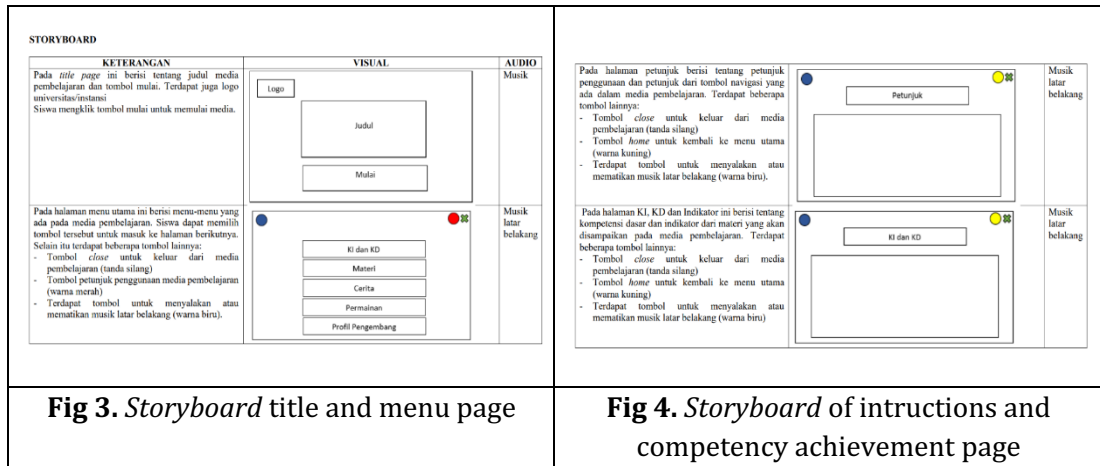 STORYBOARD
KETERANGAN
VISUAL
AUDIO
Pada title page ini berisi tentang judul media
pembelajaran dan tombol mulai. Terdapat juga logo
universitas/instansi
Siswa mengklik tombol mulai untuk memulai media.
Logo
Judul
Mulai
Musik
Pada halaman menu utama ini berisi menu-menu yang
ada pada media pembelajaran. Siswa dapat memilih
tombol tersebut untuk masuk ke halaman berikutnya.
Selain itu terdapat beberapa tombol lainnya:
- Tombol close untuk keluar dari media
pembelajaran (tanda silang)
- Tombol petunjuk penggunaan media pembelajaran
(warna merah)
- Terdapat tombol untuk menyalakan atau
mematikan musik latar belakang (warna biru).
KI dan KD
Materi
Cerita
Permainan
Profil Pengembang
Musik
latar
belakang
Fig 3. Storyboard title and menu page
Pada halaman petunjuk berisi tentang petunjuk
penggunaan dan petunjuk dari tombol navigasi yang
ada dalam media pembelajaran. Terdapat beberapa
tombol lainnya:
- Tombol close untuk keluar dari media
pembelajaran (tanda silang)
- Tombol home untuk kembali ke menu utama
(warna kuning)
- Terdapat tombol untuk menyalakan atau
mematikan musik latar belakang (warna biru).
Petunjuk
Musik
latar
belakang
Pada halaman KI, KD dan Indikator ini berisi tentang
kompetensi dasar dan indikator dari materi yang akan
disampaikan pada media pembelajaran. Terdapat
beberapa tombol lainnya:
- Tombol close untuk keluar dari media
pembelajaran (tanda silang)
- Tombol home untuk kembali ke menu utama
(warna kuning)
- Terdapat tombol untuk menyalakan atau
mematikan musik latar belakang (warna biru)
KI dan KD
Musik
latar
belakang
Fig 4. Storyboard of intructions and
competency achievement page